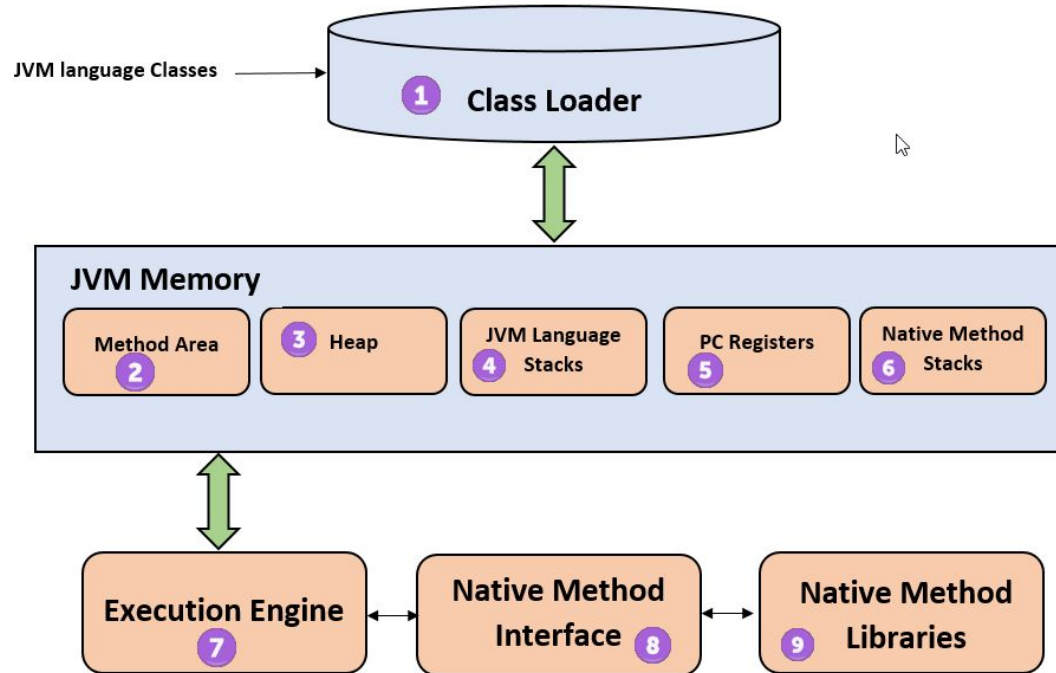 JVM language Classes
1 Class Loader
JVM Memory
Method Area
2
3 Heap
JVM Language
4 Stacks
PC Registers
5
Native Method
6 Stacks
Execution Engine
7
Native Method
Interface 8
Native Method
9 Libraries